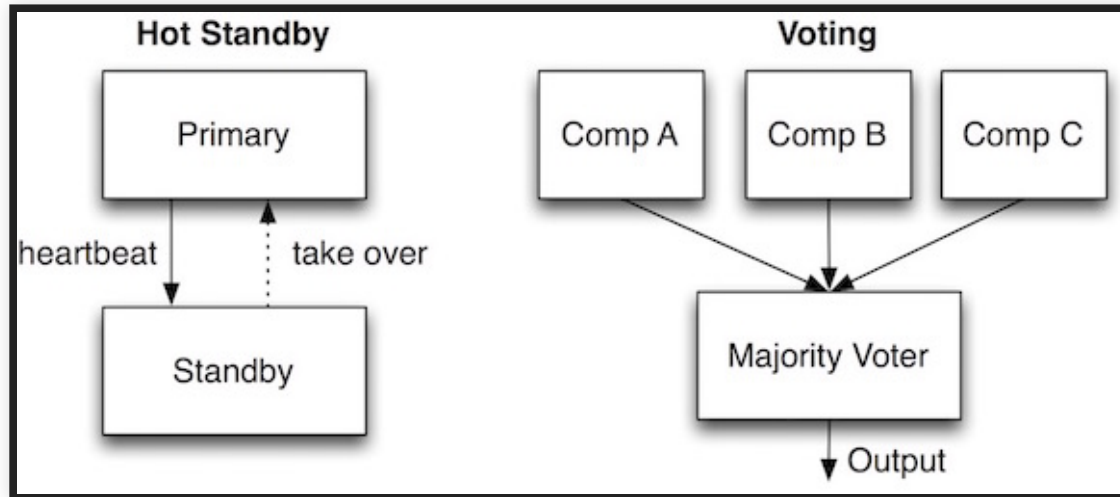 Hot Standby
Primary
heartbeat
take over
Standby
Voting
Comp A
Comp B
Comp C
Majority Voter
Output